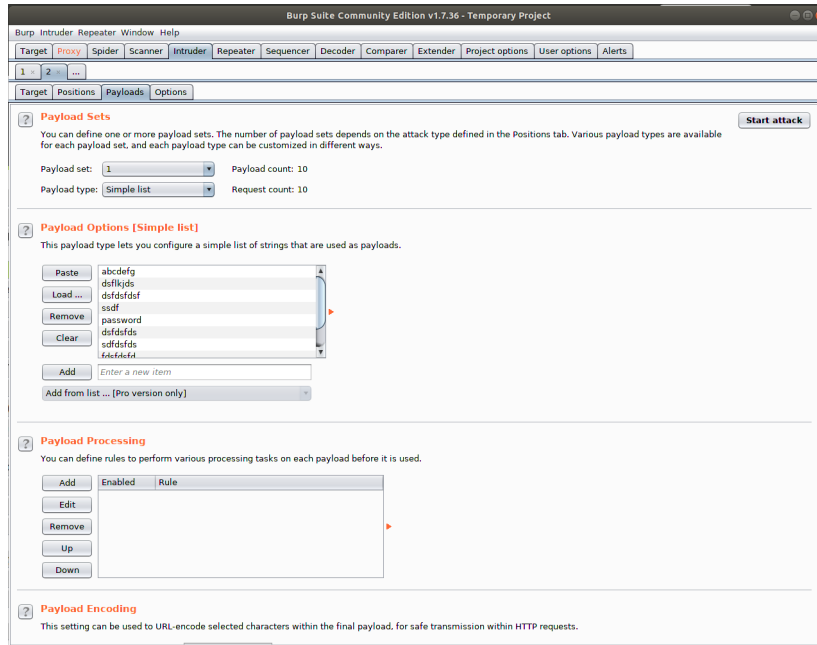 Burp Suite Community Edition v1.7.36 - Temporary Project
Burp Intruder Repeater Window Help
Target Proxy Spider Scanner Intruder Repeater Sequencer Decoder Comparer Extender Project options User options Alerts
1 × 2 × ...
Target Positions Payloads Options
? Payload Sets
Start attack
You can define one or more payload sets. The number of payload sets depends on the attack type defined in the Positions tab. Various payload types are available
for each payload set, and each payload type can be customized in different ways.
Payload set: 1 Payload count: 10
Payload type: Simple list Request count: 10
? Payload Options [Simple list]
This payload type lets you configure a simple list of strings that are used as payloads.
Paste
Load ...
Remove
Clear
abcdefg
dsflkjds
dsfdsfdsf
ssdf
password
dsfdsfds
sdfdsfds
fdsfdsfd
Add Enter a new item
Add from list ... [Pro version only]
? Payload Processing
You can define rules to perform various processing tasks on each payload before it is used.
Add Enabled Rule
Edit
Remove
Up
Down
? Payload Encoding
This setting can be used to URL-encode selected characters within the final payload, for safe transmission within HTTP requests.